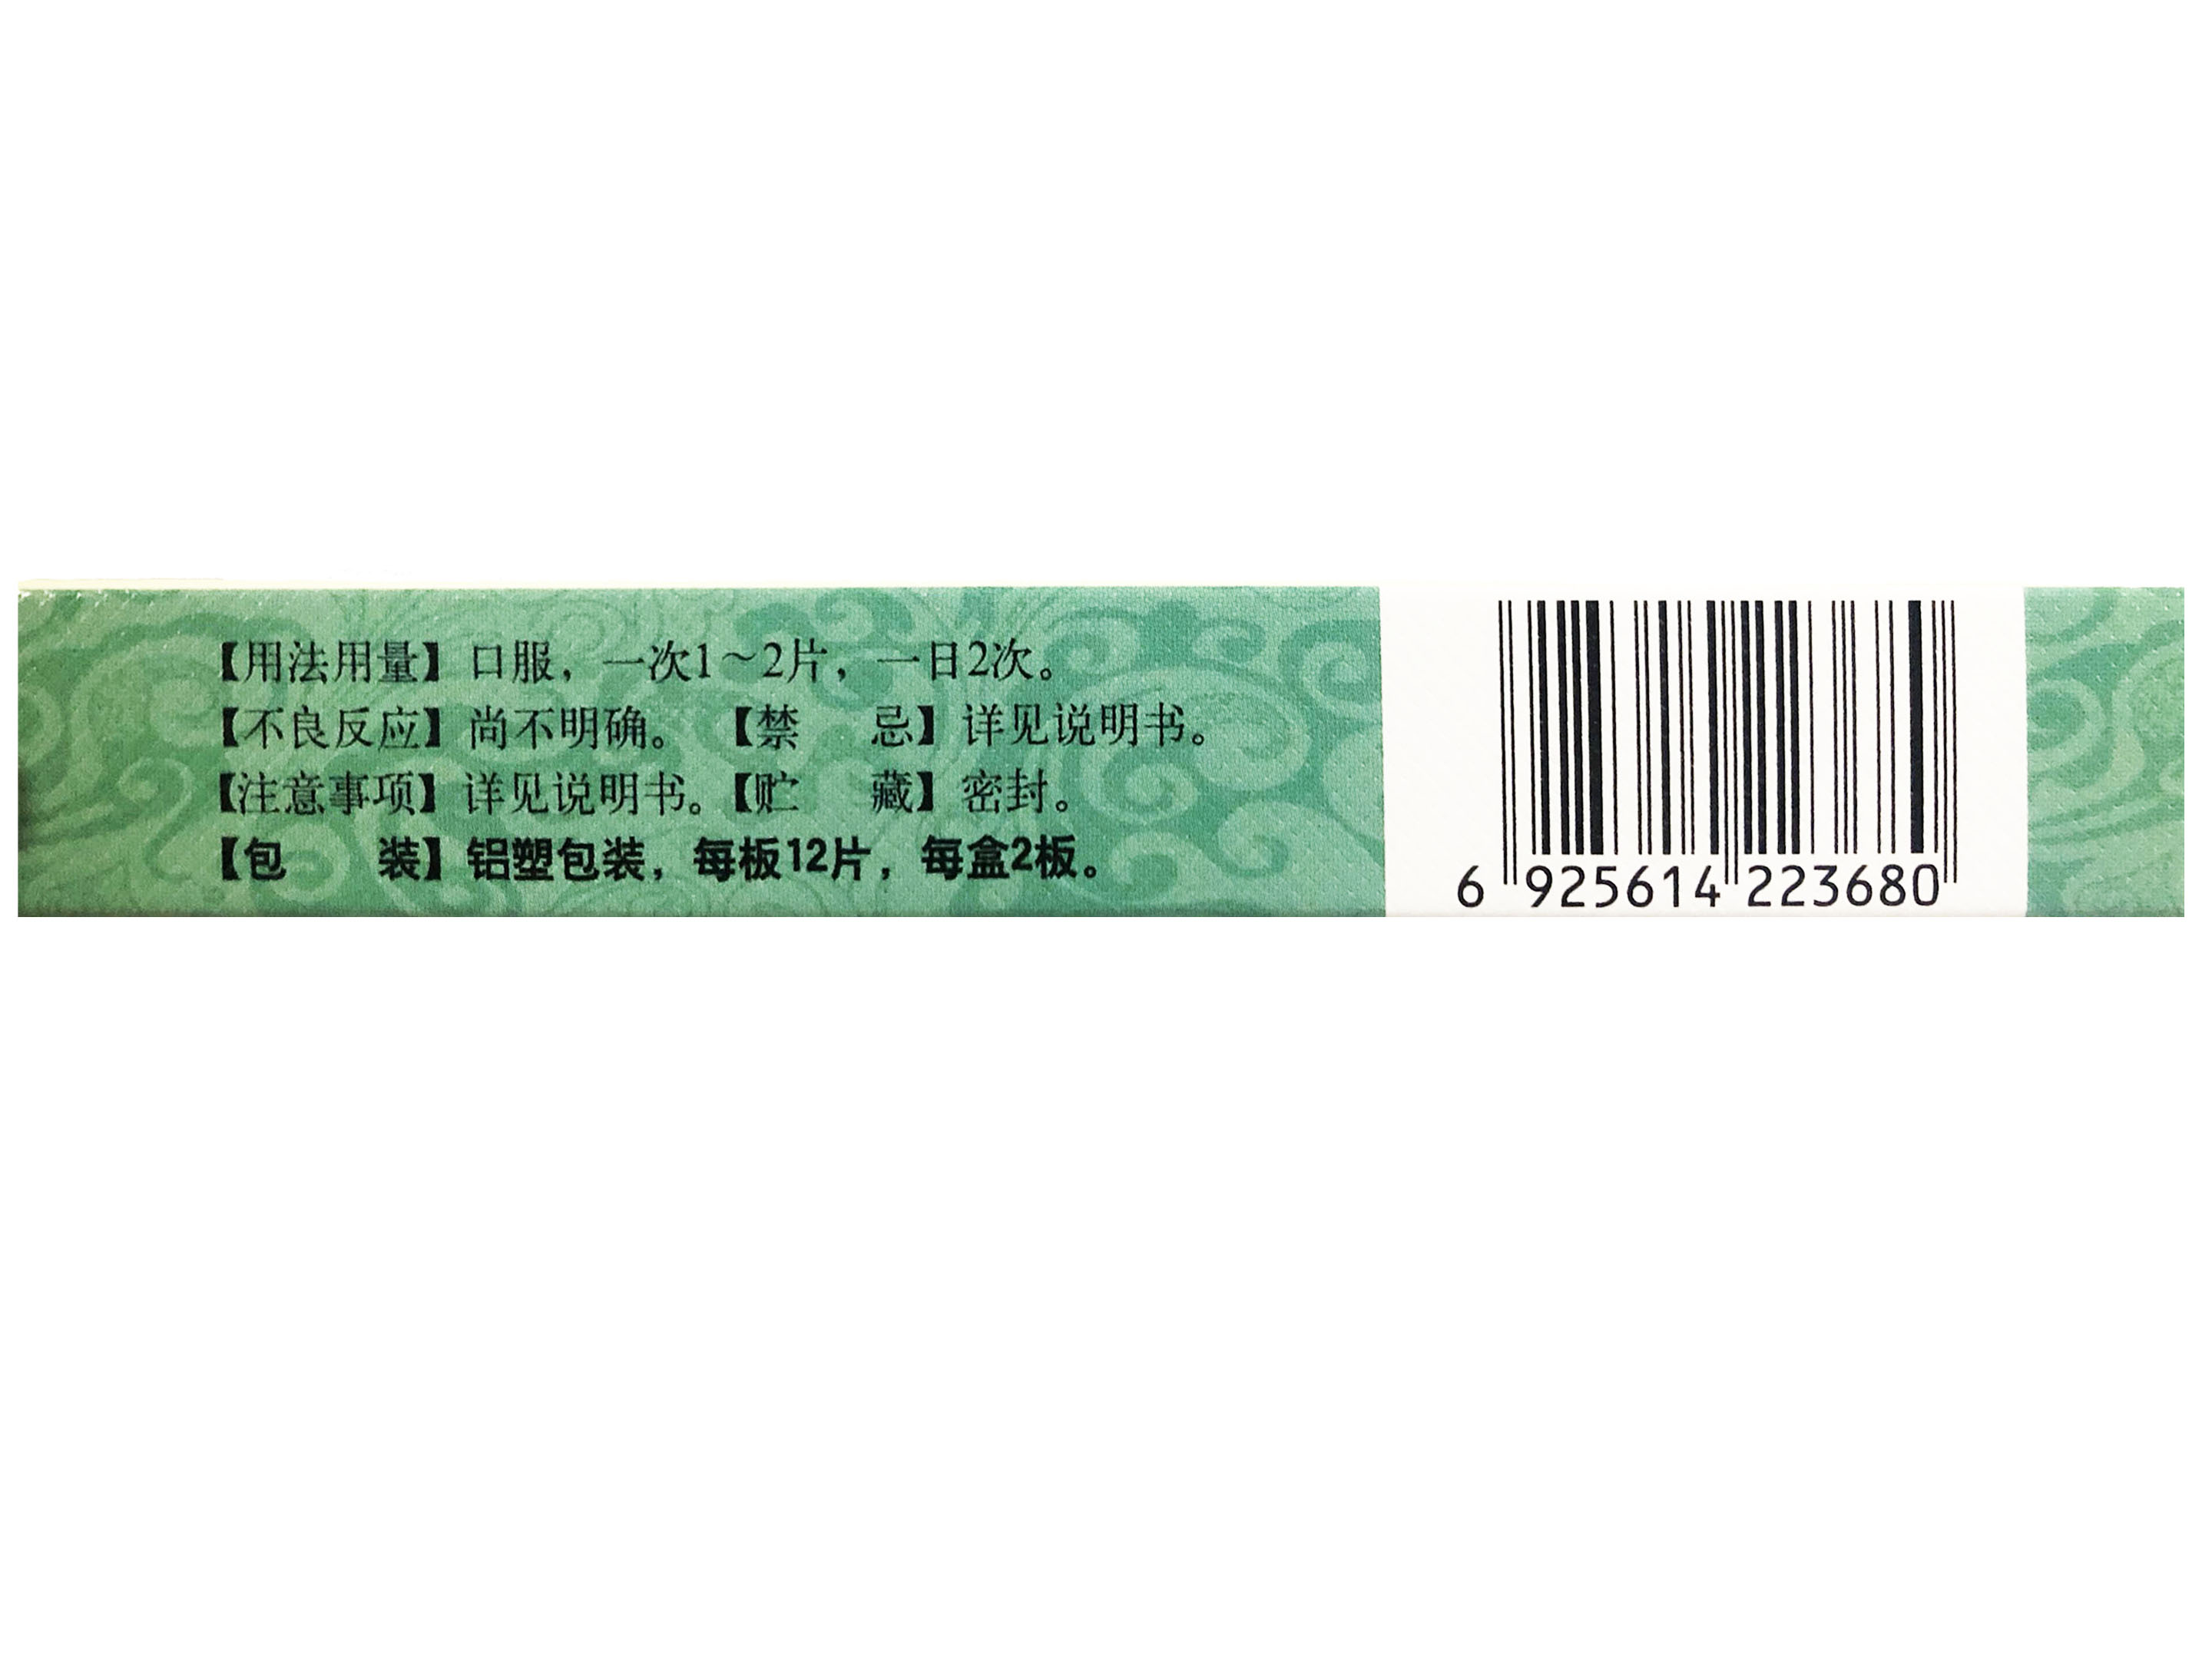 【用法用量】口服，一次1～2片，一日2次。
【不良反应】尚不明确。 【禁　　忌】详见说明书。
【注意事项】详见说明书。【贮　　藏】密封。
【包　　装】铝塑包装，每板12片，每盒2板。
6 925614 223680